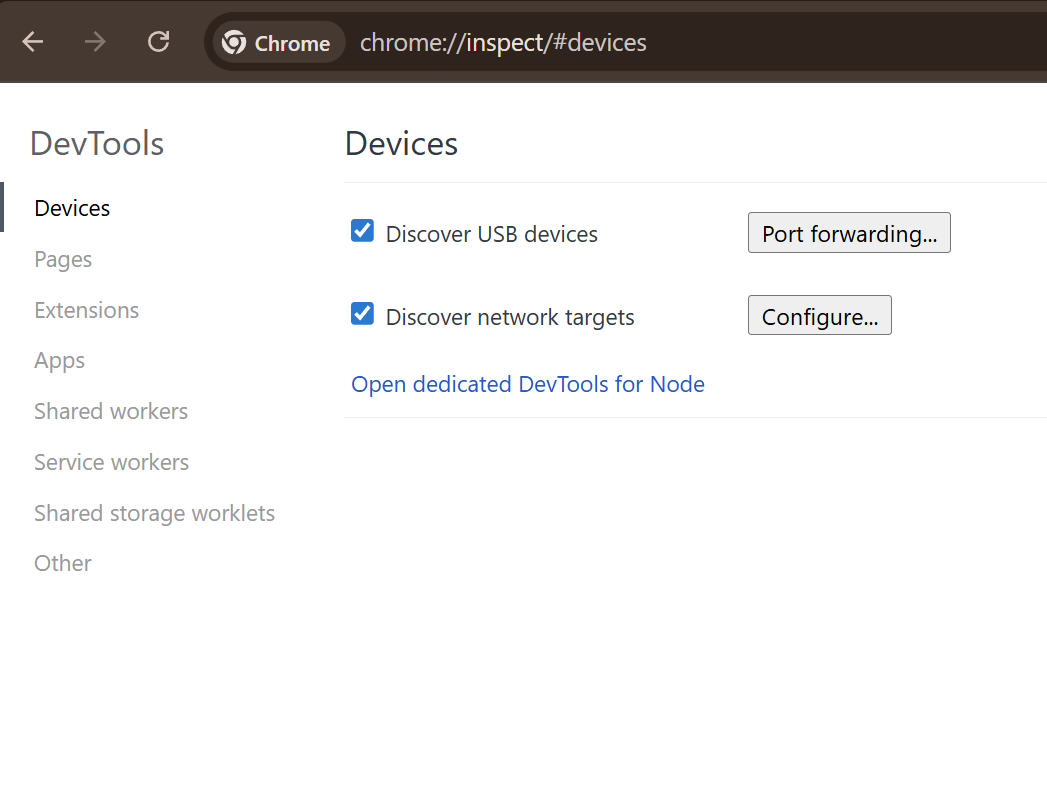 Chrome chrome://inspect/#devices
DevTools
Devices
Pages
Extensions
Apps
Shared workers
Service workers
Shared storage worklets
Other
Devices
Discover USB devices Port forwarding...
Discover network targets Configure...
Open dedicated DevTools for Node